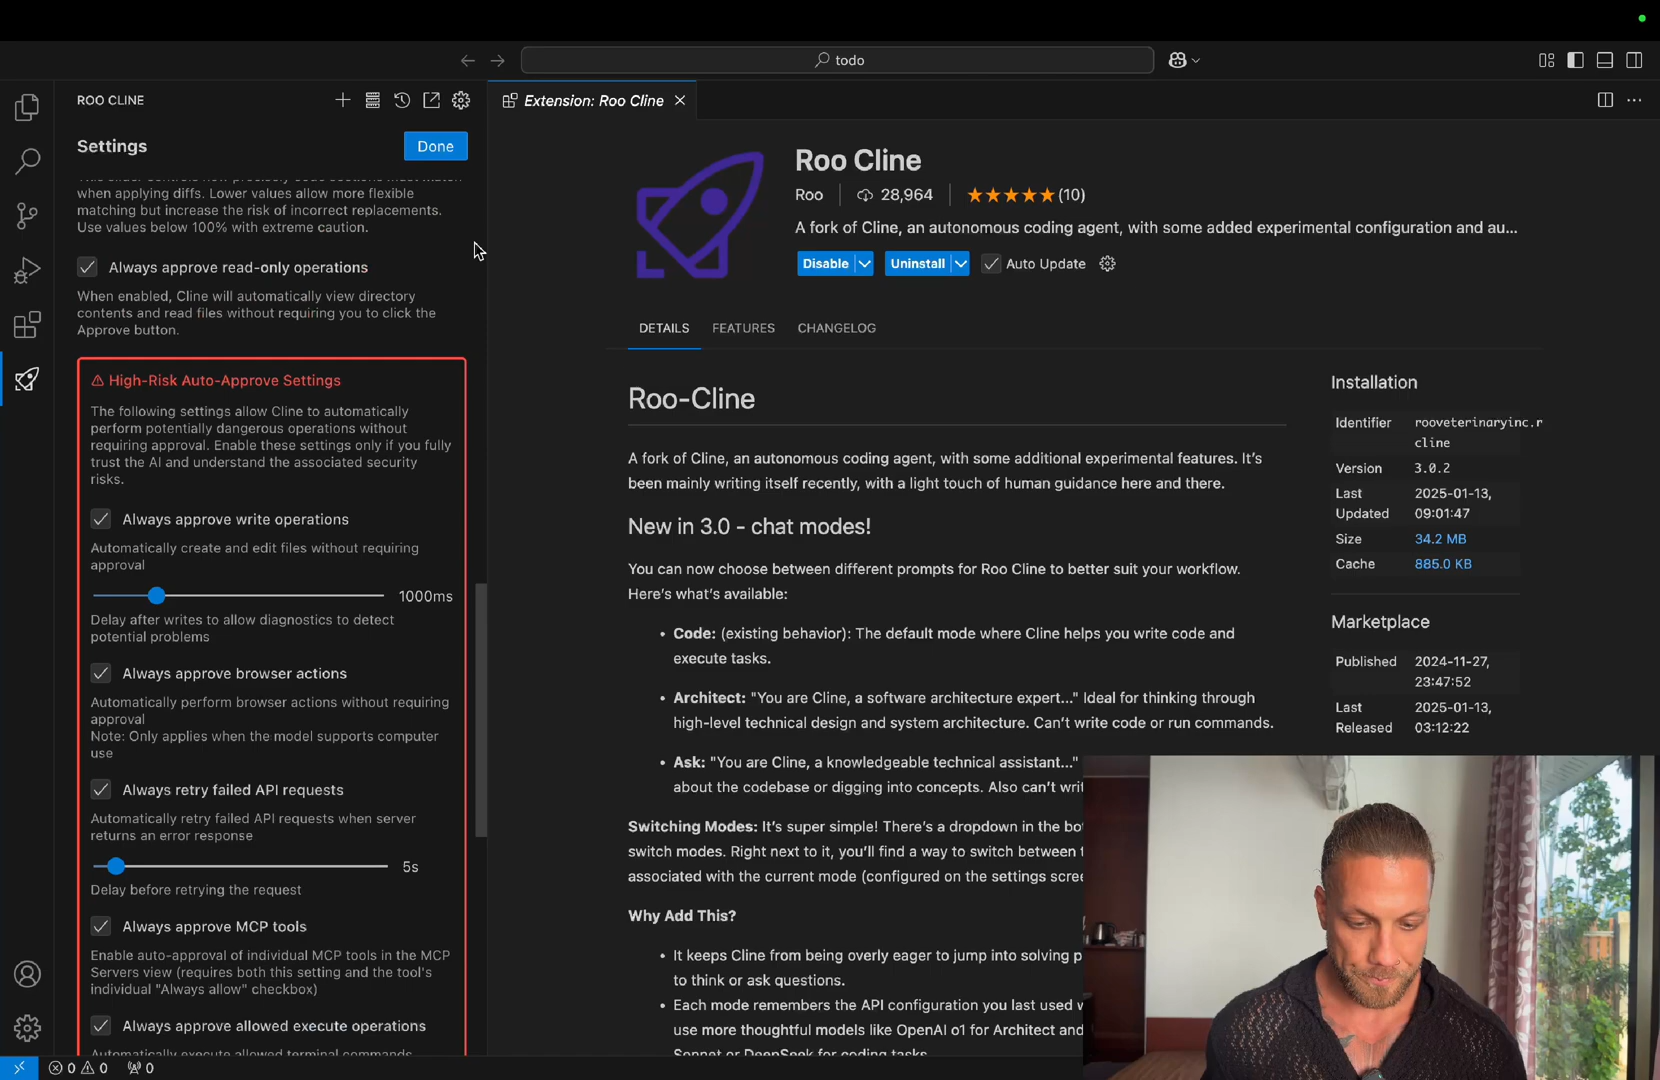 todo
ROO CLINE
Extension: Roo Cline
Settings
Done
when applying diffs. Lower values allow more flexible
matching but increase the risk of incorrect replacements.
Use values below 100% with extreme caution.
Always approve read-only operations
When enabled, Cline will automatically view directory
contents and read files without requiring you to click the
Approve button.
High-Risk Auto-Approve Settings
The following settings allow Cline to automatically
perform potentially dangerous operations without
requiring approval. Enable these settings only if you fully
trust the AI and understand the associated security
risks.
Always approve write operations
Automatically create and edit files without requiring
approval
1000ms
Delay after writes to allow diagnostics to detect
potential problems
Always approve browser actions
Automatically perform browser actions without requiring
approval
Note: Only applies when the model supports computer
use
Always retry failed API requests
Automatically retry failed API requests when server
returns an error response
5s
Delay before retrying the request
Always approve MCP tools
Enable auto-approval of individual MCP tools in the MCP
Servers view (requires both this setting and the tool's
individual "Always allow" checkbox)
Always approve allowed execute operations
Automatically execute allowed terminal commands
Roo Cline
Roo 28,964 (10)
A fork of Cline, an autonomous coding agent, with some added experimental configuration and au...
Disable Uninstall Auto Update
DETAILS FEATURES CHANGELOG
Roo-Cline
A fork of Cline, an autonomous coding agent, with some additional experimental features. It's
been mainly writing itself recently, with a light touch of human guidance here and there.
New in 3.0 - chat modes!
You can now choose between different prompts for Roo Cline to better suit your workflow.
Here's what's available:
• Code: (existing behavior): The default mode where Cline helps you write code and
execute tasks.
• Architect: "You are Cline, a software architecture expert..." Ideal for thinking through
high-level technical design and system architecture. Can't write code or run commands.
• Ask: "You are Cline, a knowledgeable technical assistant..."
about the codebase or digging into concepts. Also can't writ
Switching Modes: It's super simple! There's a dropdown in the bo
switch modes. Right next to it, you'll find a way to switch between
associated with the current mode (configured on the settings scree
Why Add This?
• It keeps Cline from being overly eager to jump into solving p
to think or ask questions.
• Each mode remembers the API configuration you last used w
use more thoughtful models like OpenAI o1 for Architect and
Sonnet or DeepSeek for coding tasks.
Installation
Identifier rooveterinaryinc.r
cline
Version 3.0.2
Last 2025-01-13,
Updated 09:01:47
Size 34.2 MB
Cache 885.0 KB
Marketplace
Published 2024-11-27,
23:47:52
Last 2025-01-13,
Released 03:12:22
0 0 0